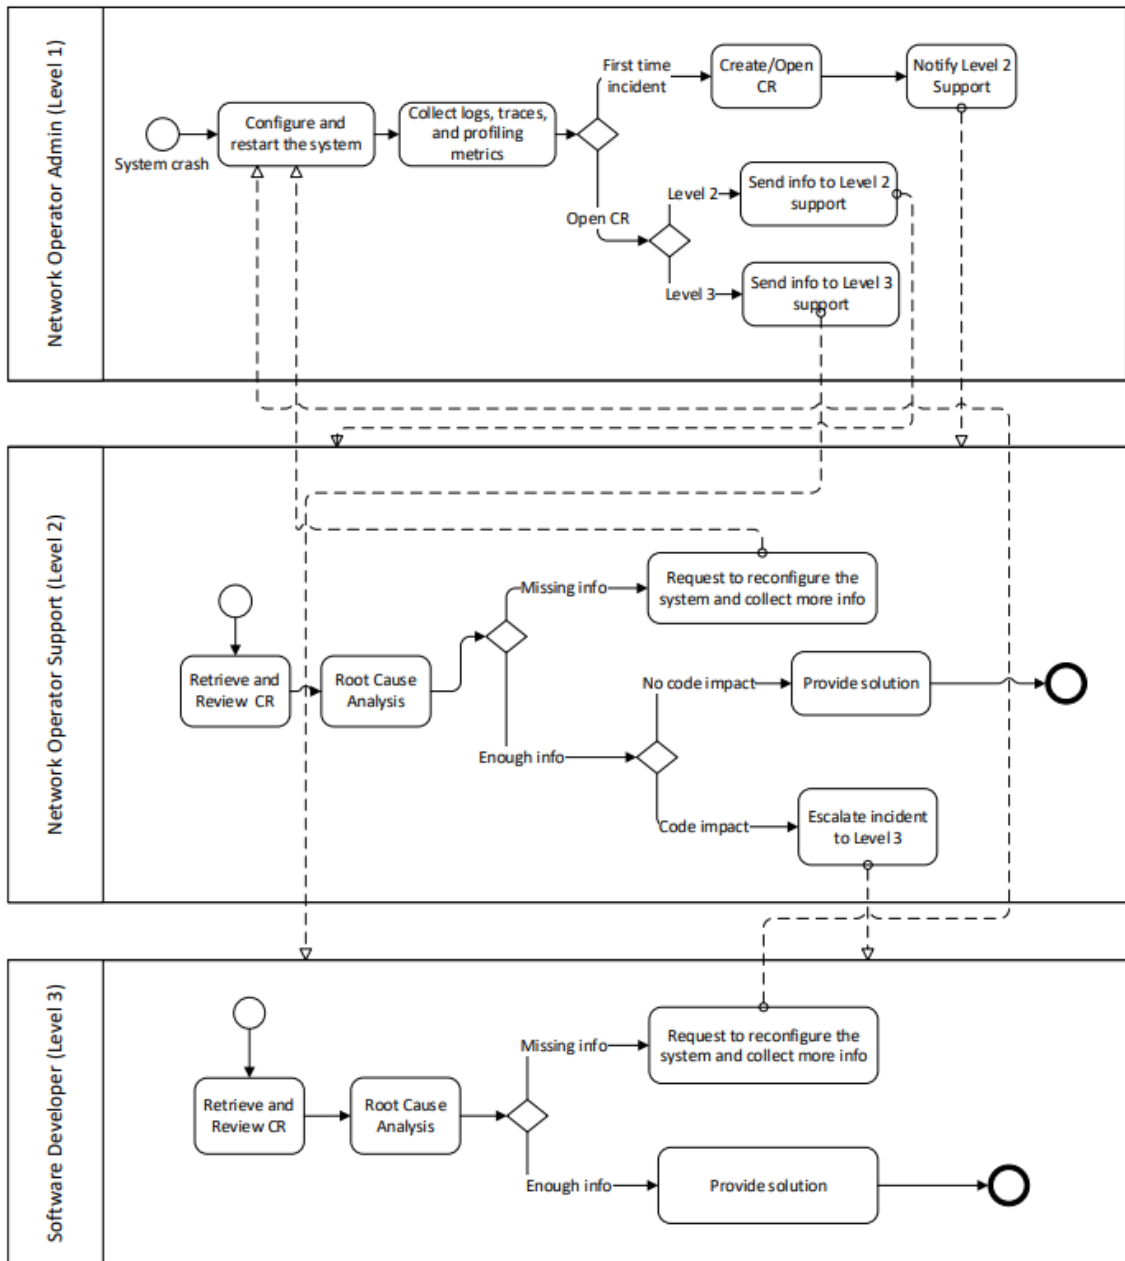 Network Operator Admin (Level 1)
System crash
Configure and
restart the system
Collect logs, traces,
and profiling
metrics
First time
incident
Create/Open
CR
Notify Level 2
Support
Open CR
Level 2
Send info to Level 2
support
Level 3
Send info to Level 3
support
Network Operator Support (Level 2)
Retrieve and
Review CR
Root Cause
Analysis
Missing info
Request to reconfigure the
system and collect more info
Enough info
No code impact
Provide solution
Code impact
Escalate incident
to Level 3
Software Developer (Level 3)
Retrieve and
Review CR
Root Cause
Analysis
Missing info
Request to reconfigure the
system and collect more info
Enough info
Provide solution